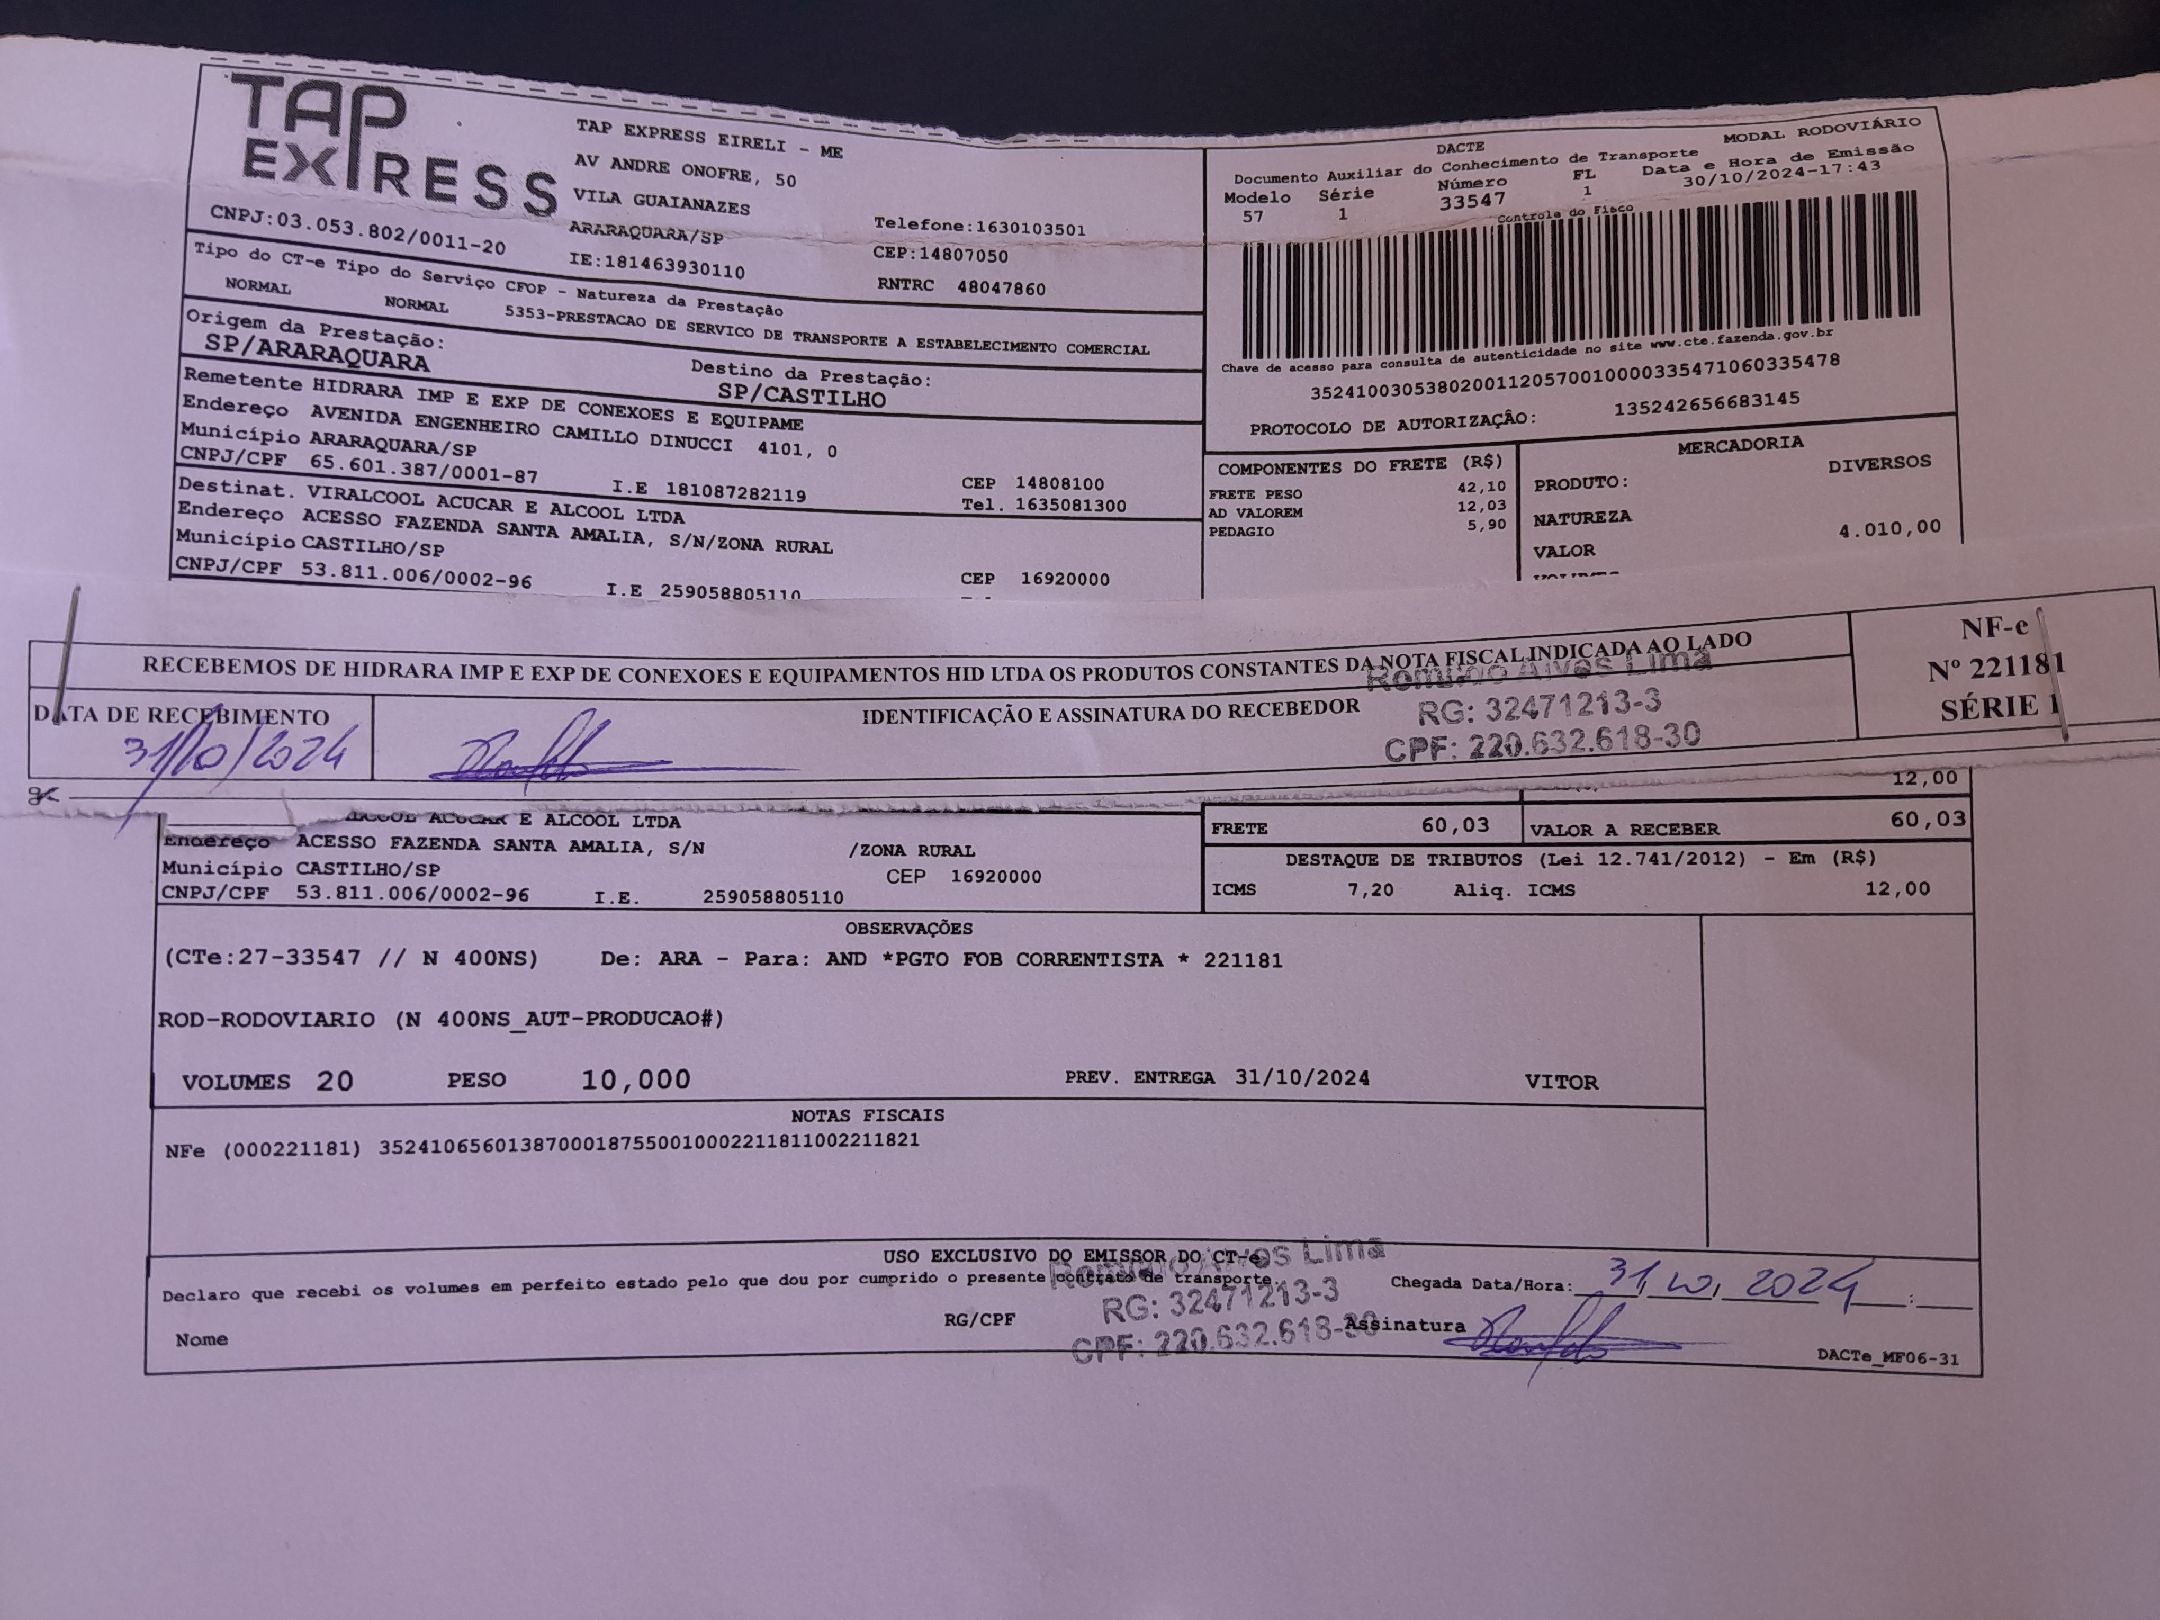 TAP EXPRESS
TAP EXPRESS EIRELI - ME
AV ANDRE ONOFRE, 50
VILA GUAIANAZES
ARARAQUARA/SP
Telefone:1630103501
CNPJ:03.053.802/0011-20
IE:181463930110
CEP:14807050
RNTRC 48047860
DACTE
MODAL RODOVIÁRIO
Documento Auxiliar do Conhecimento de Transporte
Modelo Série Número FL Data e Hora de Emissão
57 1 33547 1 30/10/2024-17:43
Controle do Fisco
Chave de acesso para consulta de autenticidade no site www.cte.fazenda.gov.br
35241003053802001120570010000335471060335478
PROTOCOLO DE AUTORIZAÇÂO: 135242656683145
Tipo do CT-e Tipo do Serviço CFOP - Natureza da Prestação
NORMAL NORMAL 5353-PRESTACAO DE SERVICO DE TRANSPORTE A ESTABELECIMENTO COMERCIAL
Origem da Prestação:
SP/ARARAQUARA
Destino da Prestação:
SP/CASTILHO
Remetente HIDRARA IMP E EXP DE CONEXOES E EQUIPAME
Endereço AVENIDA ENGENHEIRO CAMILLO DINUCCI 4101, 0
Município ARARAQUARA/SP
CEP 14808100
CNPJ/CPF 65.601.387/0001-87 I.E 181087282119 Tel. 1635081300
Destinat. VIRALCOOL ACUCAR E ALCOOL LTDA
Endereço ACESSO FAZENDA SANTA AMALIA, S/N/ZONA RURAL
Município CASTILHO/SP
CEP 16920000
CNPJ/CPF 53.811.006/0002-96 I.E 259058805110
COMPONENTES DO FRETE (R$)
FRETE PESO 42,10
AD VALOREM 12,03
PEDAGIO 5,90
MERCADORIA
PRODUTO: DIVERSOS
NATUREZA
VALOR 4.010,00
RECEBEMOS DE HIDRARA IMP E EXP DE CONEXOES E EQUIPAMENTOS HID LTDA OS PRODUTOS CONSTANTES DA NOTA FISCAL INDICADA AO LADO
NF-e
Nº 221181
SÉRIE 1
DATA DE RECEBIMENTO
31/10/2024
IDENTIFICAÇÃO E ASSINATURA DO RECEBEDOR
Alves Lima
RG: 32471213-3
CPF: 220.632.618-30
12,00
ACUCAR E ALCOOL LTDA
Endereço ACESSO FAZENDA SANTA AMALIA, S/N /ZONA RURAL
Município CASTILHO/SP CEP 16920000
CNPJ/CPF 53.811.006/0002-96 I.E. 259058805110
FRETE 60,03 VALOR A RECEBER 60,03
DESTAQUE DE TRIBUTOS (Lei 12.741/2012) - Em (R$)
ICMS 7,20 Aliq. ICMS 12,00
OBSERVAÇÕES
(CTe:27-33547 // N 400NS) De: ARA - Para: AND *PGTO FOB CORRENTISTA * 221181
ROD-RODOVIARIO (N 400NS_AUT-PRODUCAO#)
VOLUMES 20 PESO 10,000 PREV. ENTREGA 31/10/2024 VITOR
NOTAS FISCAIS
NFe (000221181) 35241065601387000187550010002211811002211821
USO EXCLUSIVO DO EMISSOR DO CT-e
Declaro que recebi os volumes em perfeito estado pelo que dou por cumprido o presente contrato de transporte.
Lima
RG: 32471213-3
CPF: 220.632.618-30
Chegada Data/Hora: 31, 10, 2024 :
Nome RG/CPF Assinatura
DACTe_MF06-31